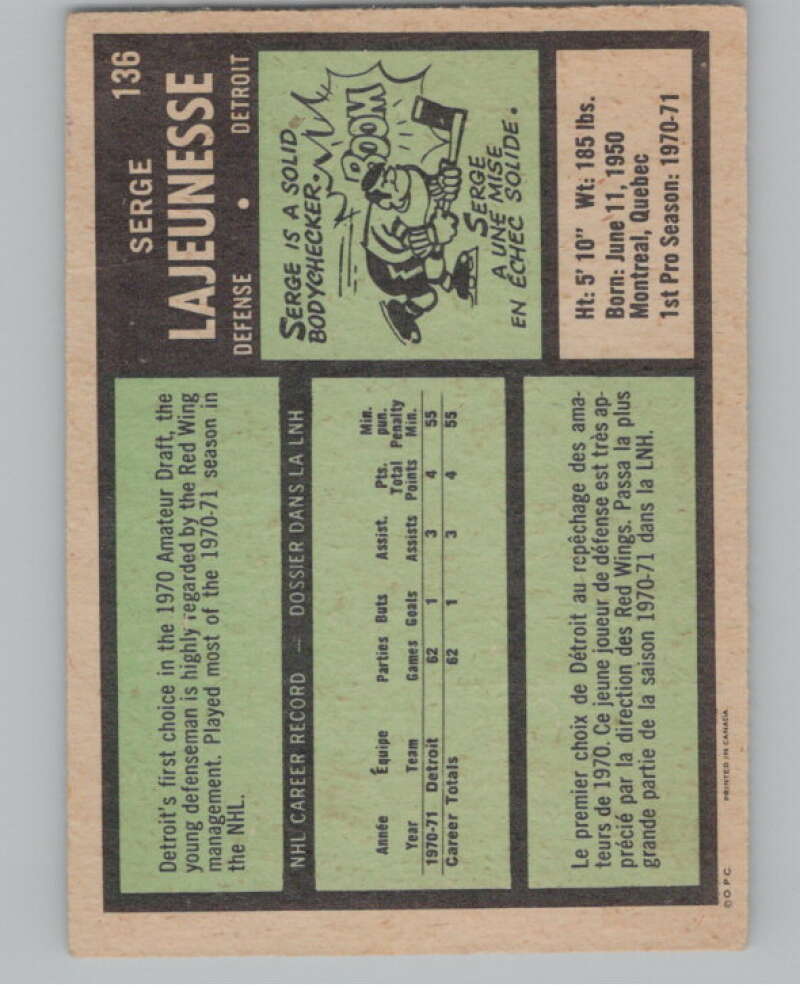 136
SERGE
LAJEUNESSE
DEFENSE • DETROIT
Detroit's first choice in the 1970 Amateur Draft, the
young defenseman is highly regarded by the Red Wing
management. Played most of the 1970-71 season in
the NHL.
SERGE IS A SOLID
BODYCHECKER.
BOOM
SERGE
A UNE MISE
EN ÉCHEC SOLIDE.
NHL CAREER RECORD — DOSSIER DANS LA LNH
Année Équipe Parties Buts Assist. Pts. Min. pun.
Year Team Games Goals Assists Total Points Penalty Min.
1970-71 Detroit 62 1 3 4 55
Career Totals 62 1 3 4 55
Ht: 5' 10" Wt: 185 lbs.
Born: June 11, 1950
Montreal, Quebec
1st Pro Season: 1970-71
Le premier choix de Détroit au repêchage des ama-
teurs de 1970. Ce jeune joueur de défense est très ap-
précié par la direction des Red Wings. Passa la plus
grande partie de la saison 1970-71 dans la LNH.
© O.P.C. PRINTED IN CANADA